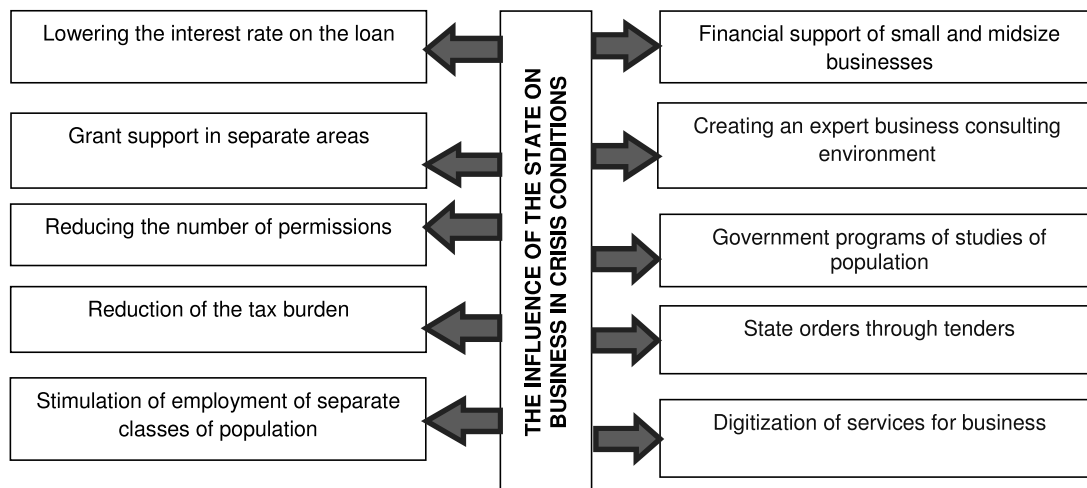 Lowering the interest rate on the loan
Grant support in separate areas
Reducing the number of permissions
Reduction of the tax burden
Stimulation of employment of separate
classes of population
THE INFLUENCE OF THE STATE ON
BUSINESS IN CRISIS CONDITIONS
Financial support of small and midsize
businesses
Creating an expert business consulting
environment
Government programs of studies of
population
State orders through tenders
Digitization of services for business